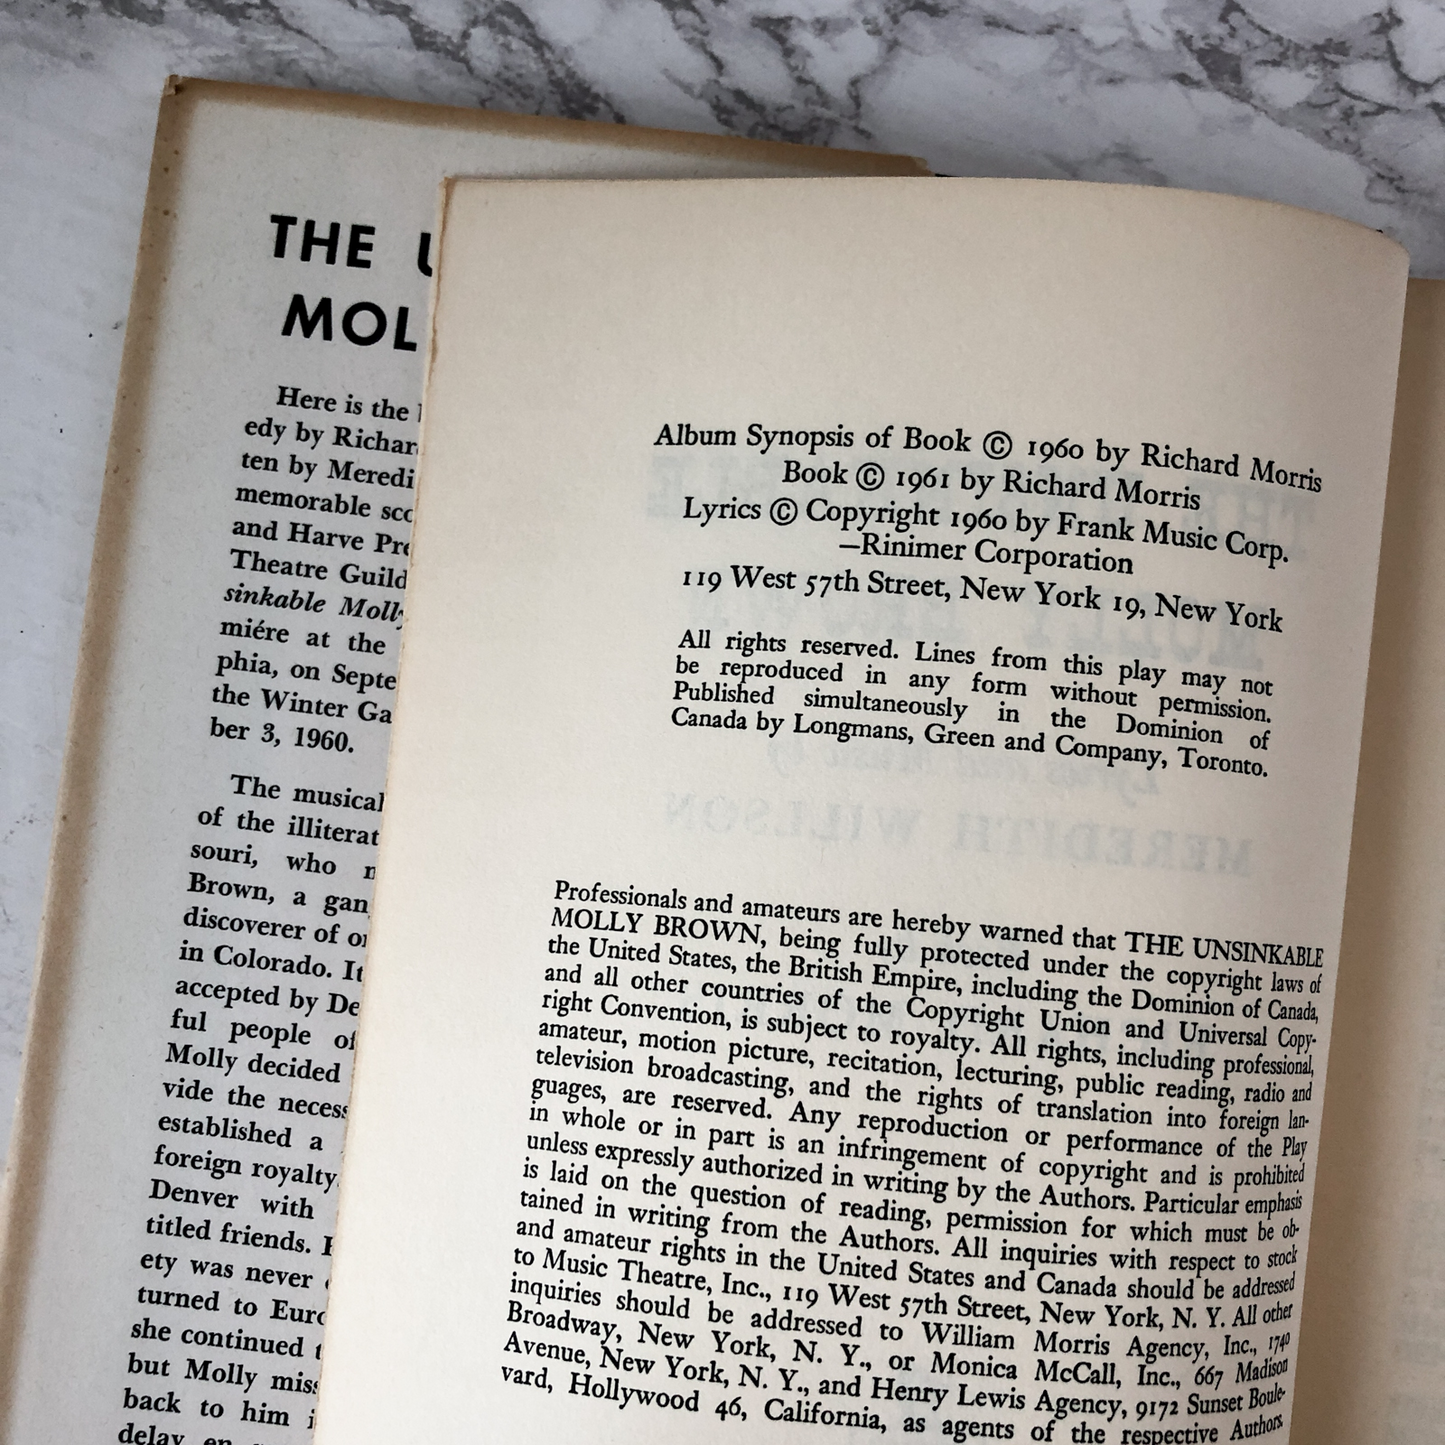 THE
MOL
Here is the
edy by Richar
ten by Meredi
memorable sco
and Harve Pre
Theatre Guild
sinkable Molly
miére at the
phia, on Septe
the Winter Ga
ber 3, 1960.
The musical
of the illiterat
souri, who
Brown, a gan
discoverer of
in Colorado. It
accepted by De
ful people of
Molly decided
vide the necess
established a
foreign royalty
Denver with
titled friends.
ety was never
turned to Euro
she continued
but Molly miss
back to him
delay en
Album Synopsis of Book © 1960 by Richard Morris
Book © 1961 by Richard Morris
Lyrics © Copyright 1960 by Frank Music Corp.
—Rinimer Corporation
119 West 57th Street, New York 19, New York
All rights reserved. Lines from this play may not
be reproduced in any form without permission.
Published simultaneously in the Dominion of
Canada by Longmans, Green and Company, Toronto.
MEREDITH WILLSON
Professionals and amateurs are hereby warned that THE UNSINKABLE
MOLLY BROWN, being fully protected under the copyright laws of
the United States, the British Empire, including the Dominion of Canada,
and all other countries of the Copyright Union and Universal Copy-
right Convention, is subject to royalty. All rights, including professional,
amateur, motion picture, recitation, lecturing, public reading, radio and
television broadcasting, and the rights of translation into foreign lan-
guages, are reserved. Any reproduction or performance of the Play
in whole or in part is an infringement of copyright and is prohibited
unless expressly authorized in writing by the Authors. Particular emphasis
is laid on the question of reading, permission for which must be ob-
tained in writing from the Authors. All inquiries with respect to stock
and amateur rights in the United States and Canada should be addressed
to Music Theatre, Inc., 119 West 57th Street, New York, N. Y. All other
inquiries should be addressed to William Morris Agency, Inc., 1740
Broadway, New York, N. Y., or Monica McCall, Inc., 667 Madison
Avenue, New York, N. Y., and Henry Lewis Agency, 9172 Sunset Boule-
vard, Hollywood 46, California, as agents of the respective Authors